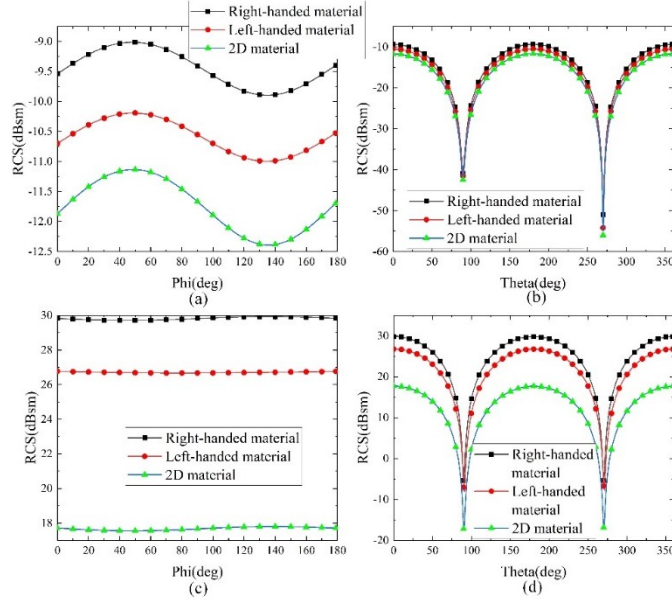 Right-handed material
Left-handed material
2D material
-9.0
-9.5
-10.0
-10.5
-11.0
-11.5
-12.0
-12.5
RCS(dBsm)
0 20 40 60 80 100 120 140 160 180
Phi(deg)
(a)
-10
-20
-30
-40
-50
-60
RCS(dBsm)
Right-handed material
Left-handed material
2D material
0 50 100 150 200 250 300 350
Theta(deg)
(b)
30
28
26
24
22
20
18
RCS(dBsm)
Right-handed material
Left-handed material
2D material
0 20 40 60 80 100 120 140 160 180
Phi(deg)
(c)
30
20
10
0
-10
-20
RCS(dBsm)
Right-handed
material
Left-handed
material
2D material
0 50 100 150 200 250 300 350
Theta(deg)
(d)